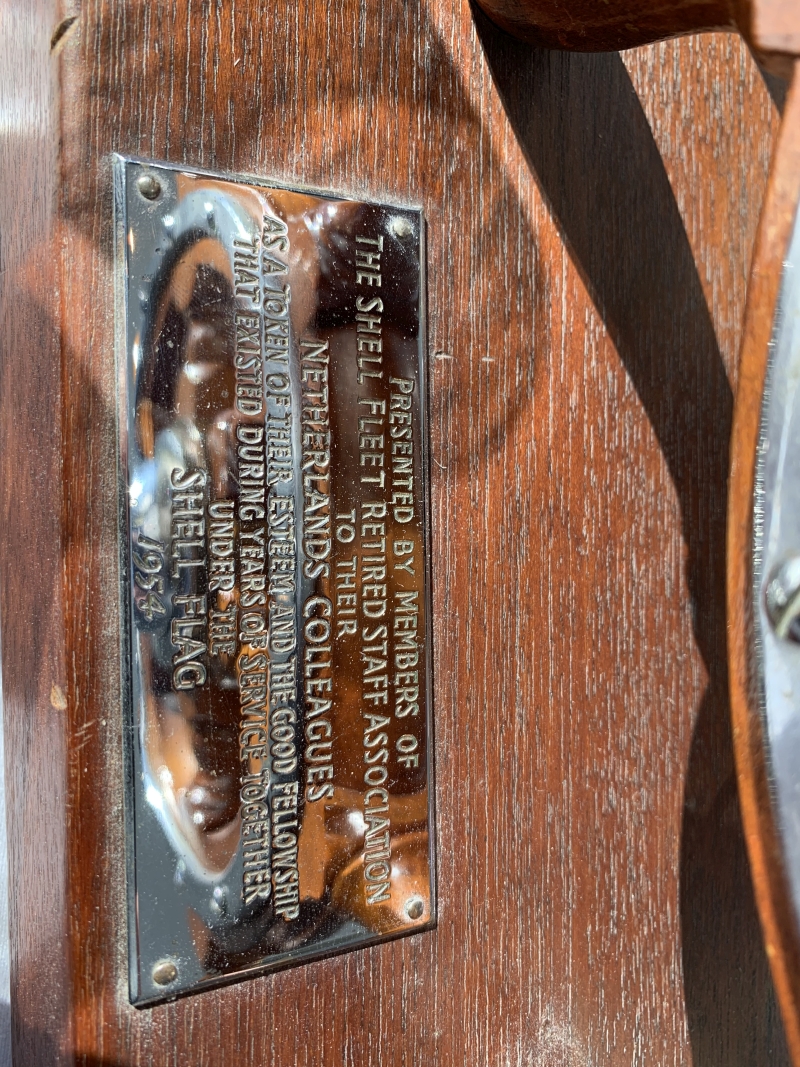 PRESENTED BY MEMBERS OF
THE SHELL FLEET RETIRED STAFF ASSOCIATION
TO THEIR
NETHERLANDS COLLEAGUES
AS A TOKEN OF THEIR ESTEEM AND THE GOOD FELLOWSHIP
THAT EXISTED DURING YEARS OF SERVICE TOGETHER
UNDER THE
SHELL FLAG
1954